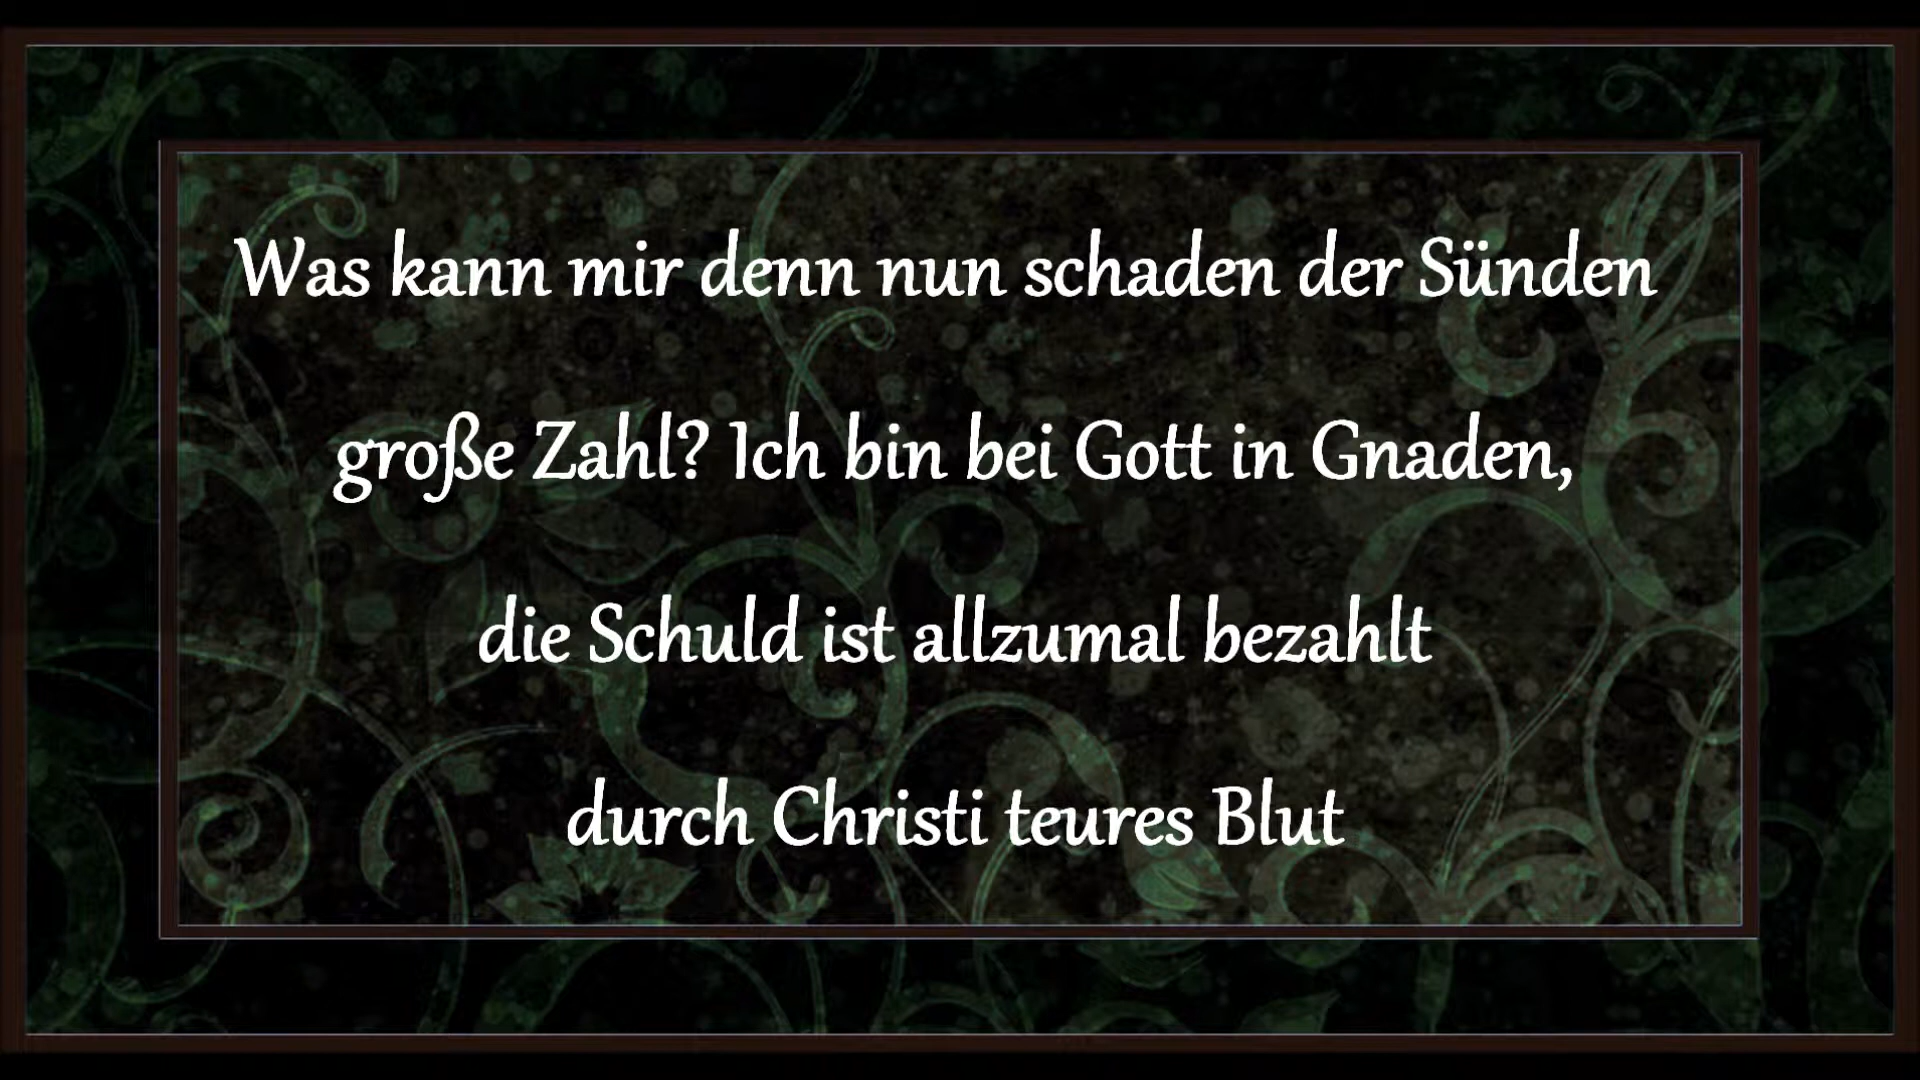 Was kann mir denn nun schaden der Sünden
große Zahl? Ich bin bei Gott in Gnaden,
die Schuld ist allzumal bezahlt
durch Christi teures Blut